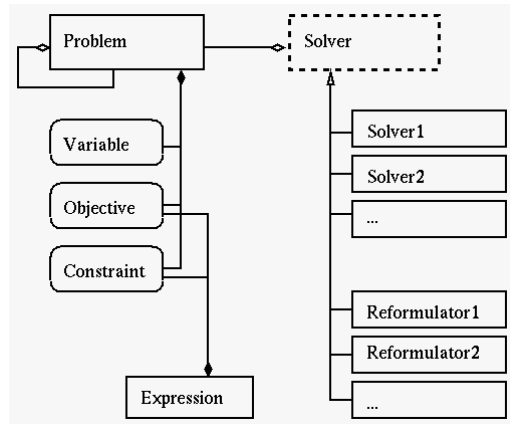 Problem
Solver
Variable
Objective
Constraint
Expression
Solver1
Solver2
...
Reformulator1
Reformulator2
...